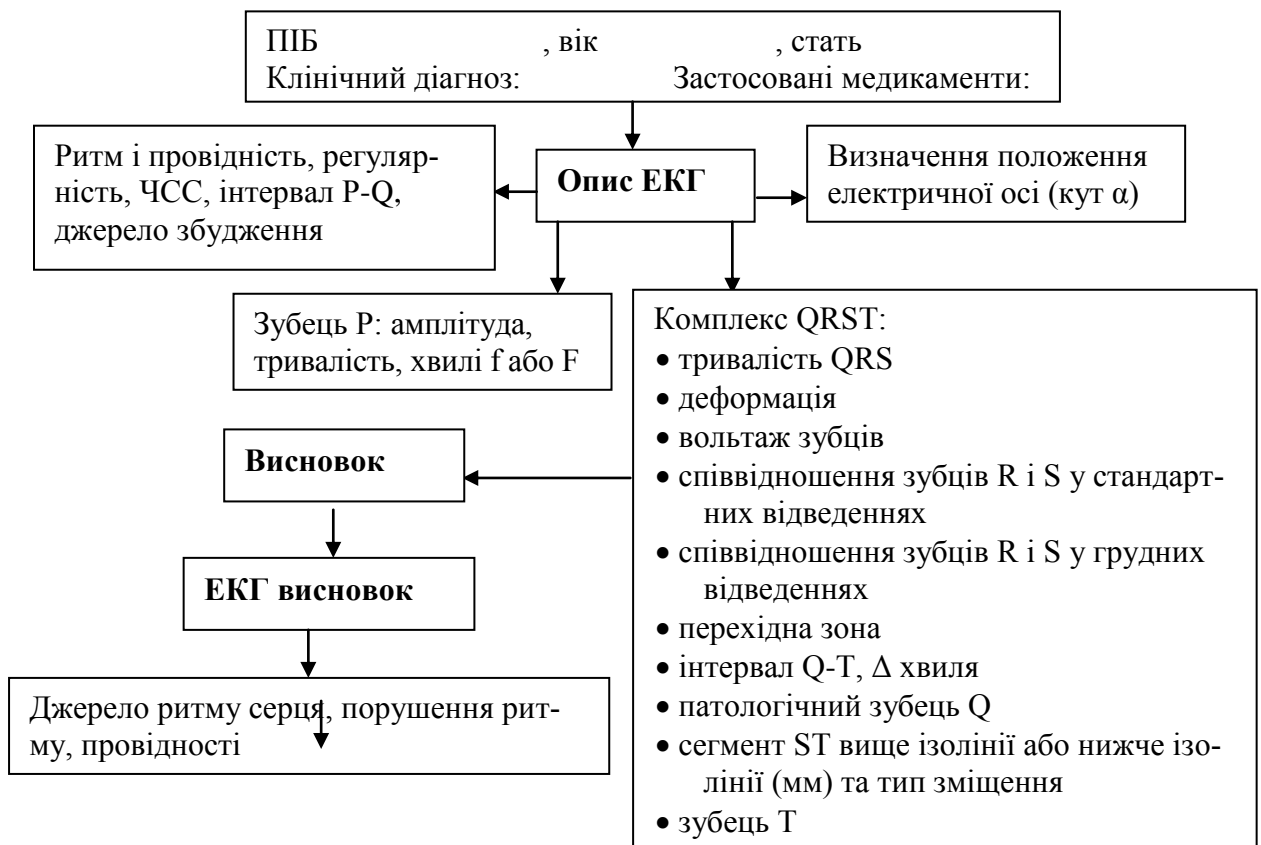 ПІБ , вік , стать
Клінічний діагноз: Застосовані медикаменти:
Ритм і провідність, регуляр-
ність, ЧСС, інтервал P-Q,
джерело збудження
Опис ЕКГ
Визначення положення
електричної осі (кут α)
Зубець Р: амплітуда,
тривалість, хвилі f або F
Комплекс QRST:
• тривалість QRS
• деформація
• вольтаж зубців
• співвідношення зубців R і S у стандарт-
них відведеннях
• співвідношення зубців R і S у грудних
відведеннях
• перехідна зона
• інтервал Q-T, Δ хвиля
• патологічний зубець Q
• сегмент ST вище ізолінії або нижче ізо-
лінії (мм) та тип зміщення
• зубець Т
Висновок
ЕКГ висновок
Джерело ритму серця, порушення рит-
му, провідності